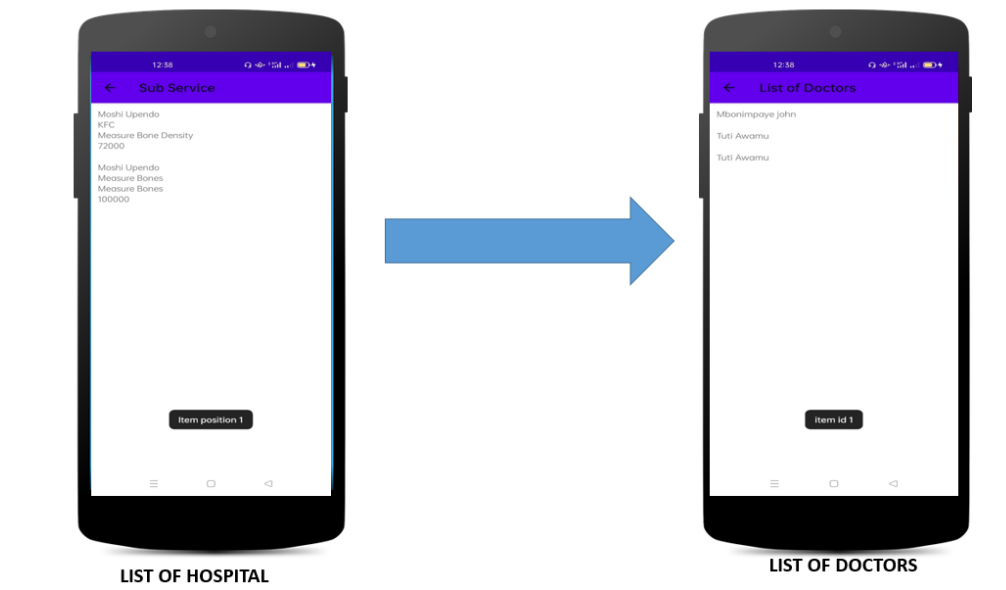 12:38
Sub Service
Moshi Upendo
KFC
Measure Bone Density
72000
Moshi Upendo
Measure Bones
Measure Bones
100000
Item position 1
LIST OF HOSPITAL
12:38
List of Doctors
Mbonimpaye john
Tuti Awamu
Tuti Awamu
item id 1
LIST OF DOCTORS